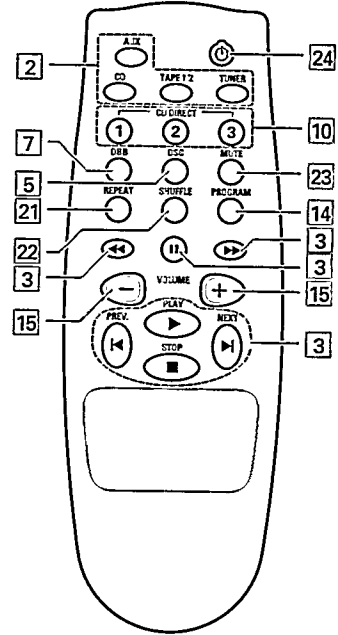 AUX
2
24
CD TAPE 1/2 TUNER
CD DIRECT
1 2 3
10
7
DBB DSC MUTE
5
23
REPEAT SHUFFLE PROGRAM
21
14
22
3
3
3
VOLUME
15
15
PLAY
PREV. NEXT
STOP
3